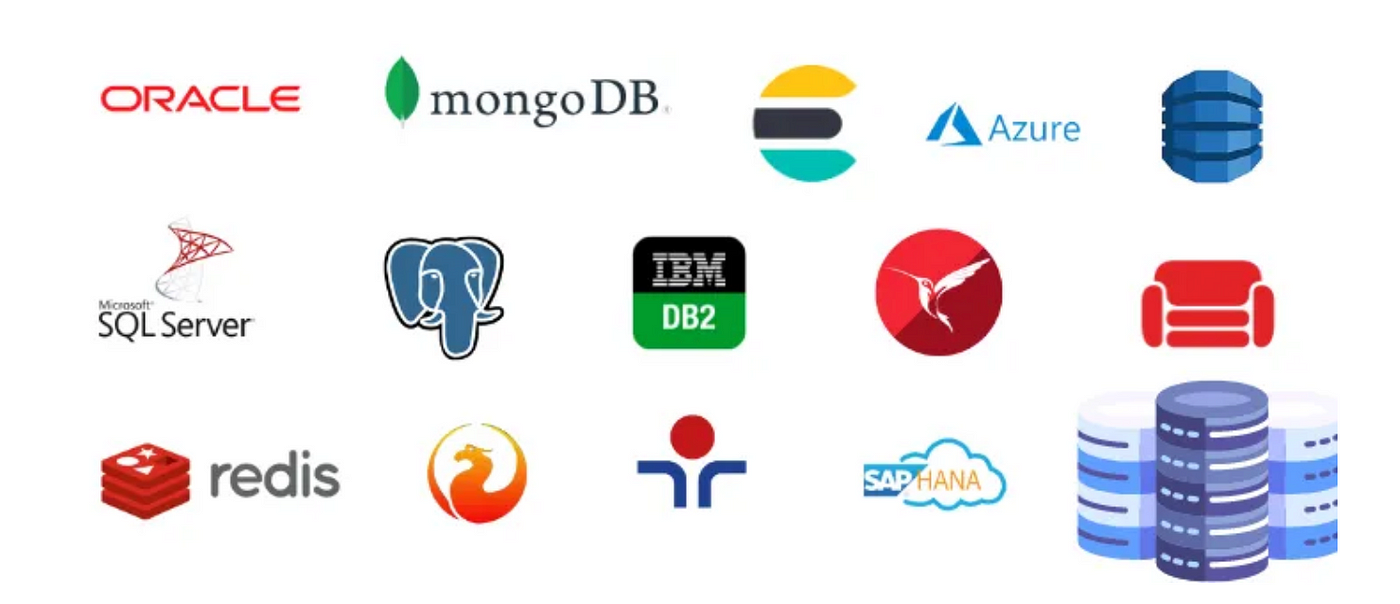 ORACLE
mongoDB
Azure
Microsoft
SQL Server
IBM
DB2
redis
SAP HANA